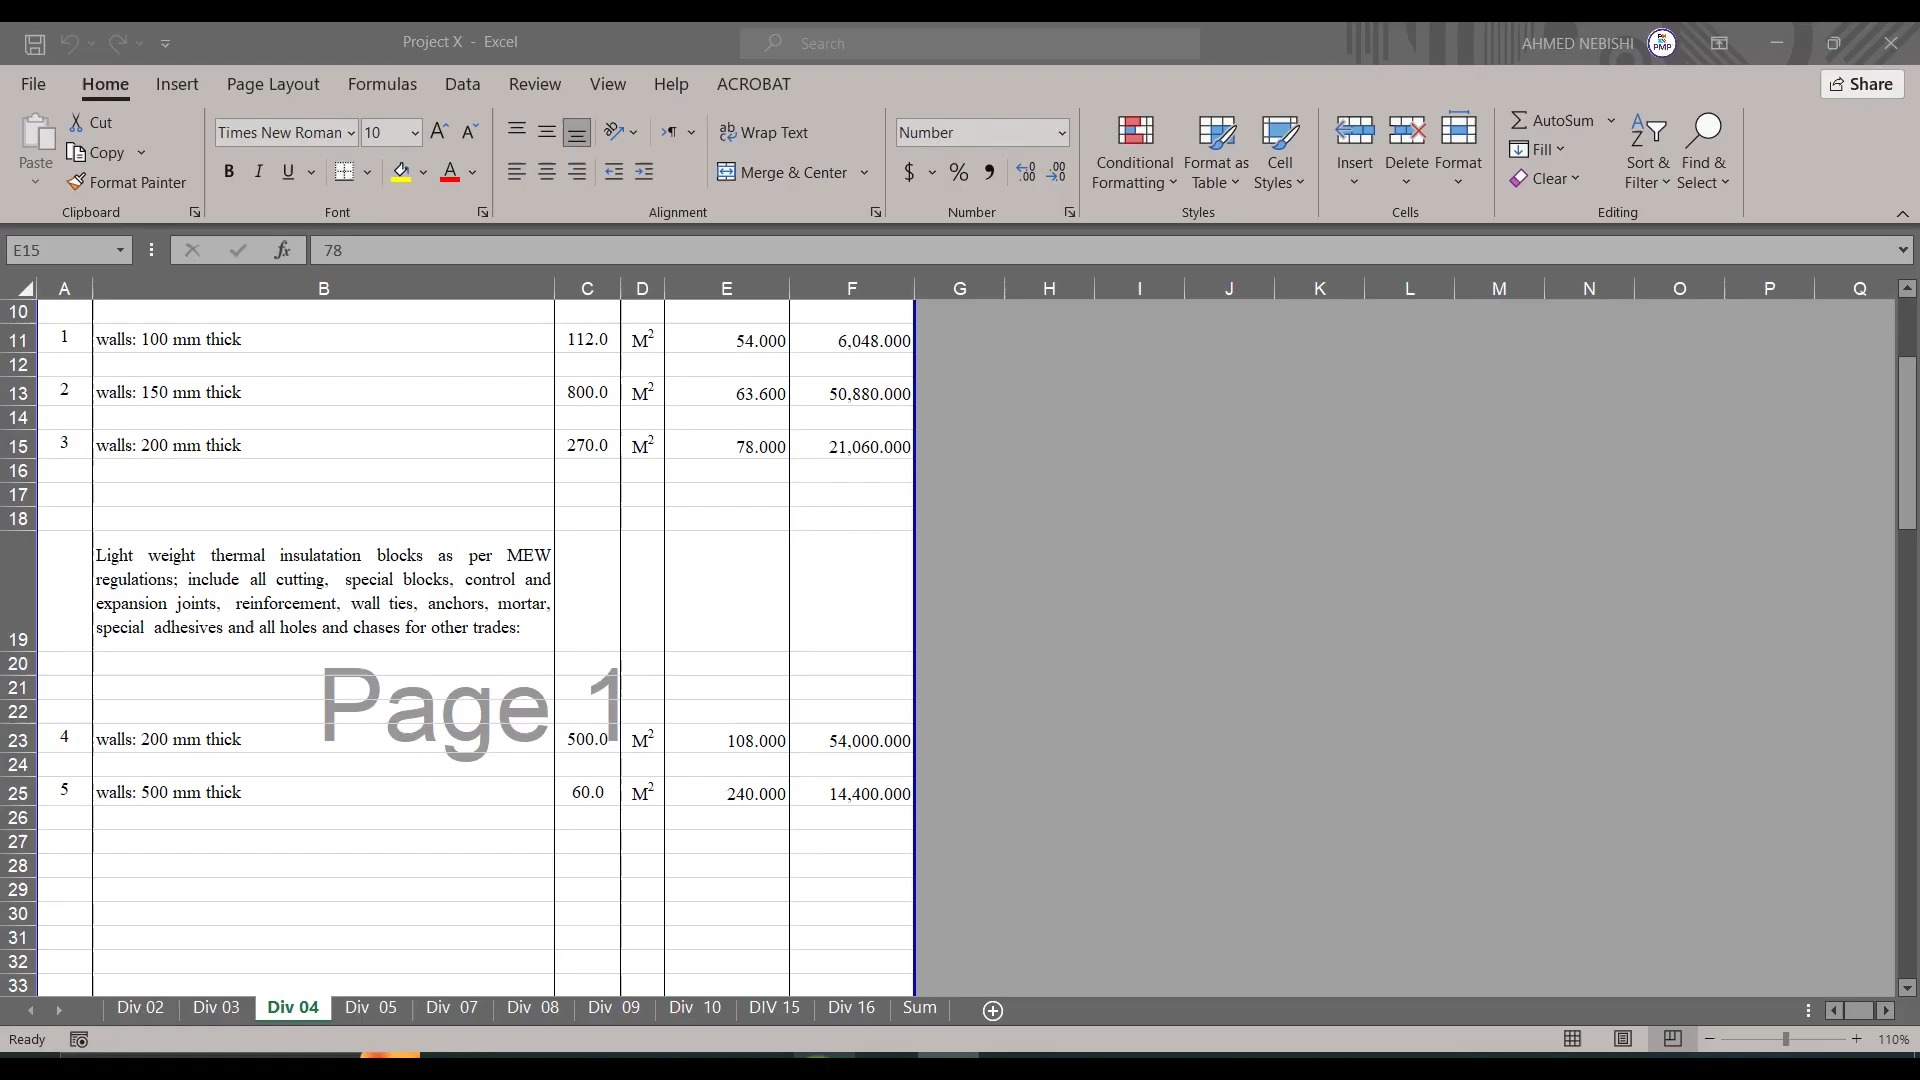 Project X - Excel
Search
AHMED NEBISHI
PMP
File Home Insert Page Layout Formulas Data Review View Help ACROBAT
Share
Paste
Cut
Copy
Format Painter
Clipboard
Times New Roman 10
B I U
Font
Wrap Text
Merge & Center
Alignment
Number
$ %
Number
Conditional Formatting
Format as Table
Cell Styles
Styles
Insert Delete Format
Cells
AutoSum
Fill
Clear
Sort & Filter
Find & Select
Editing
E15 fx 78
A B C D E F G H I J K L M N O P Q
10
11 1 walls: 100 mm thick 112.0 M² 54.000 6,048.000
12
13 2 walls: 150 mm thick 800.0 M² 63.600 50,880.000
14
15 3 walls: 200 mm thick 270.0 M² 78.000 21,060.000
16
17
18
Light weight thermal insulatation blocks as per MEW
regulations; include all cutting, special blocks, control and
expansion joints, reinforcement, wall ties, anchors, mortar,
19 special adhesives and all holes and chases for other trades:
20
21
22
Page 1
23 4 walls: 200 mm thick 500.0 M² 108.000 54,000.000
24
25 5 walls: 500 mm thick 60.0 M² 240.000 14,400.000
26
27
28
29
30
31
32
33
Div 02 Div 03 Div 04 Div 05 Div 07 Div 08 Div 09 Div 10 DIV 15 Div 16 Sum
Ready 110%